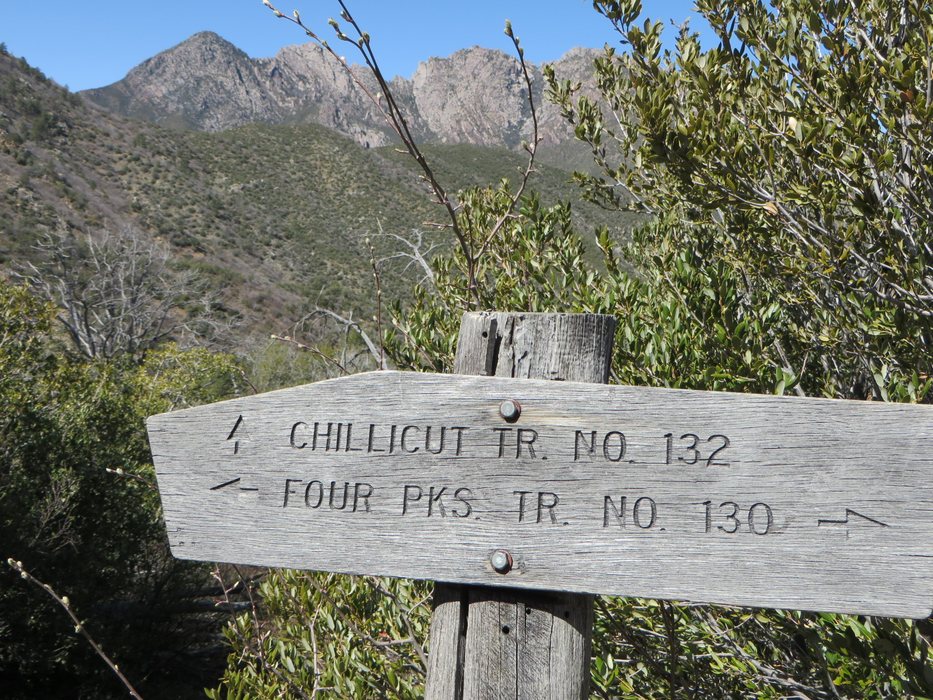 CHILLICUT TR. NO. 132
FOUR PKS. TR. NO. 130